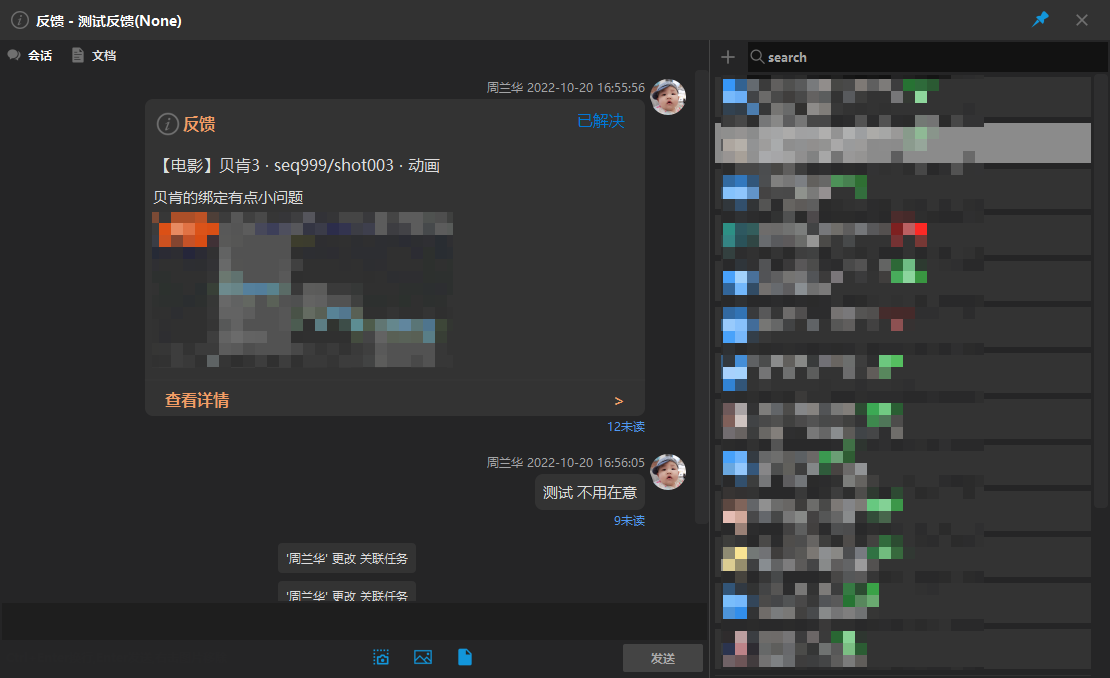 反馈 - 测试反馈(None)
会话 文档
search
周兰华 2022-10-20 16:55:56
反馈
已解决
【电影】贝肯3 · seq999/shot003 · 动画
贝肯的绑定有点小问题
查看详情 >
12未读
周兰华 2022-10-20 16:56:05
测试 不用在意
9未读
'周兰华' 更改 关联任务
'周兰华' 更改 关联任务
发送